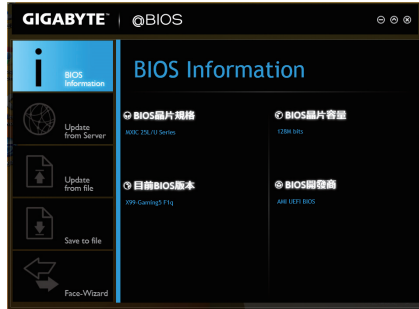 GIGABYTE™ @BIOS
BIOS Information
BIOS
Information
Update
from Server
Update
from file
Save to file
Face-Wizard
BIOS晶片規格
MXIC 25L/U Series
BIOS晶片容量
128M bits
目前BIOS版本
X99-Gaming5 F1q
BIOS開發商
AMI UEFI BIOS